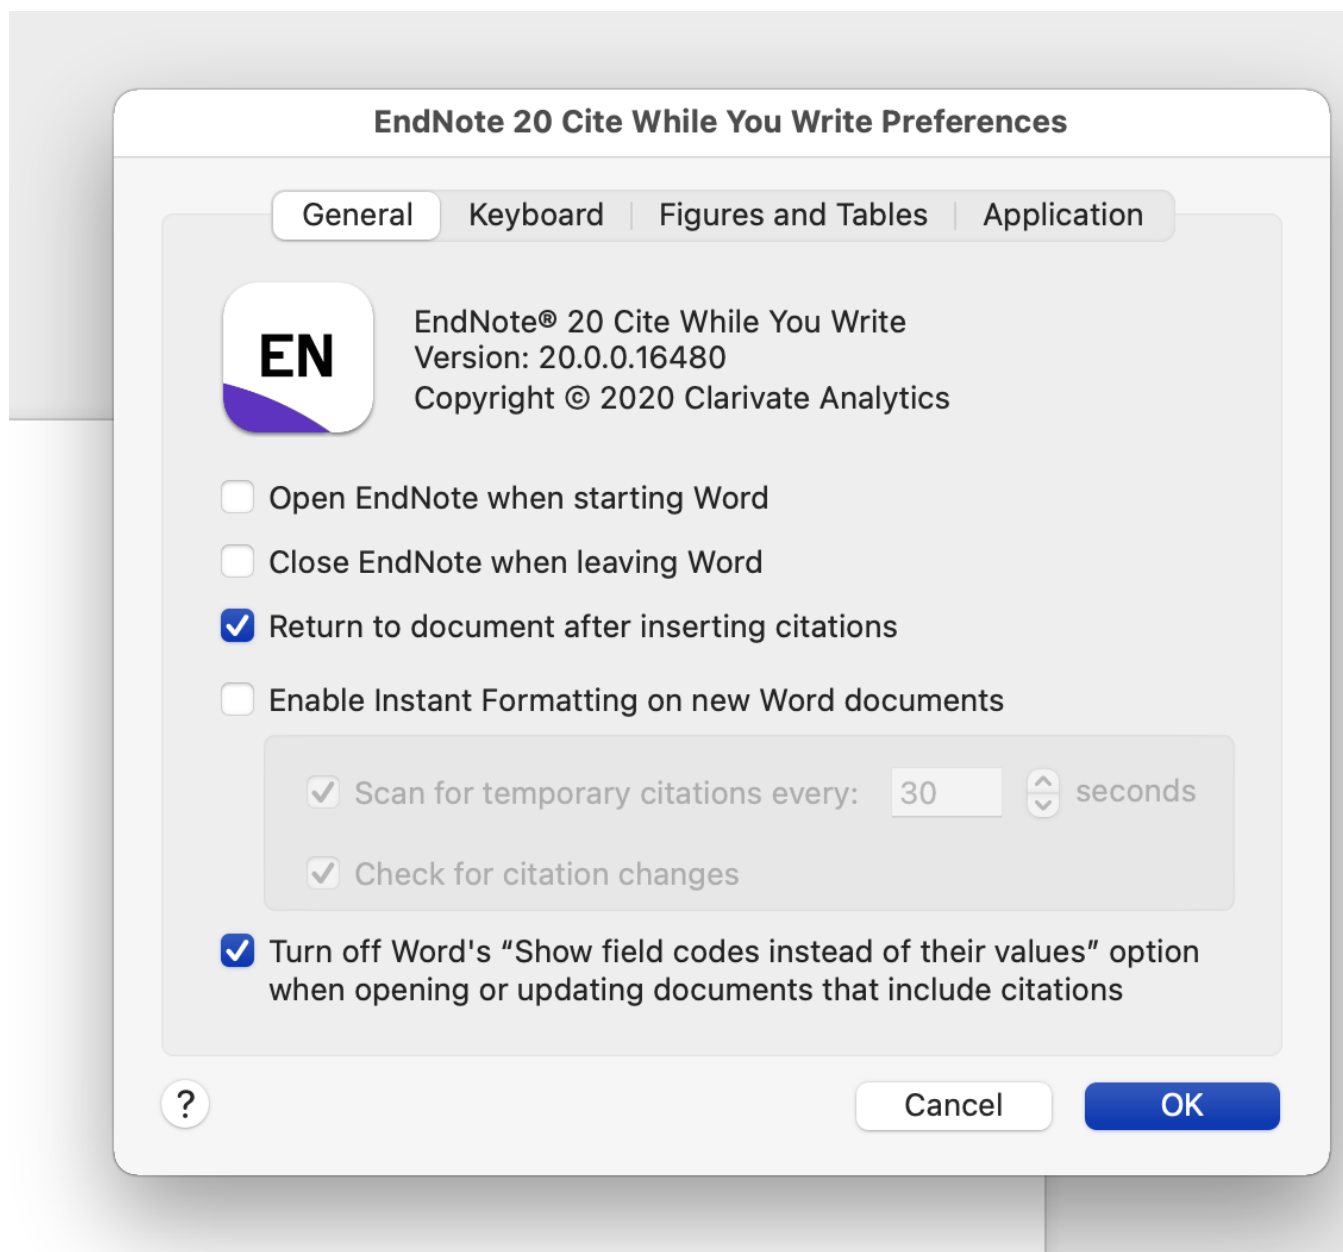 EndNote 20 Cite While You Write Preferences
General Keyboard Figures and Tables Application
EN
EndNote® 20 Cite While You Write
Version: 20.0.0.16480
Copyright © 2020 Clarivate Analytics
Open EndNote when starting Word
Close EndNote when leaving Word
Return to document after inserting citations
Enable Instant Formatting on new Word documents
Scan for temporary citations every: 30 seconds
Check for citation changes
Turn off Word's “Show field codes instead of their values” option
when opening or updating documents that include citations
? Cancel OK